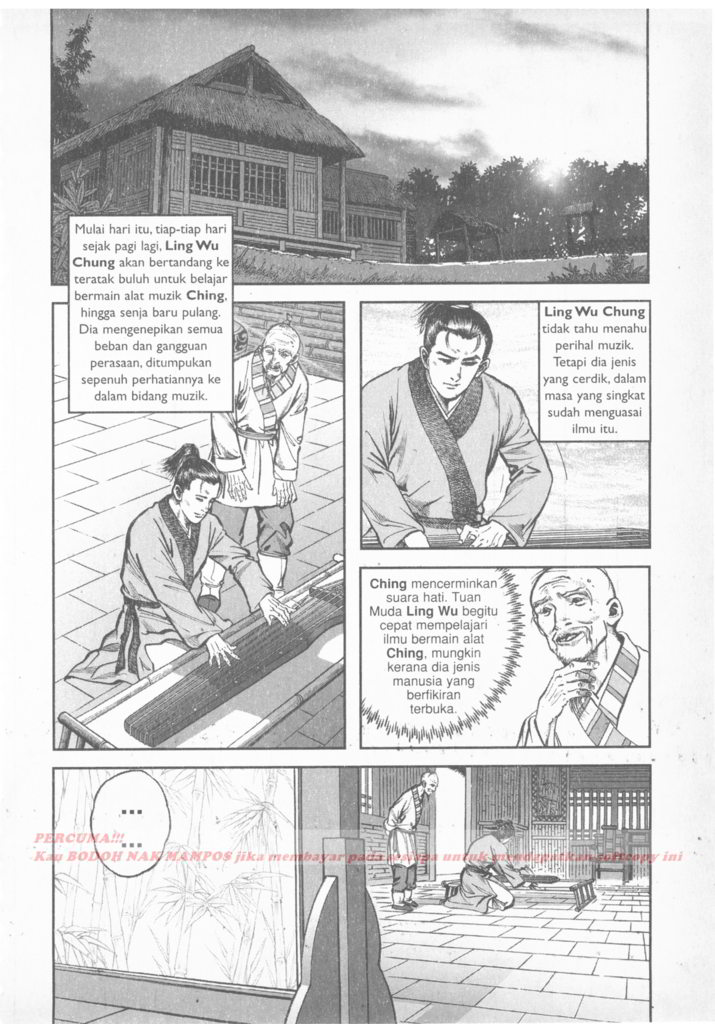 Mulai hari itu, tiap-tiap hari
sejak pagi lagi, Ling Wu
Chung akan bertandang ke
teratak buluh untuk belajar
bermain alat muzik Ching,
hingga senja baru pulang.
Dia mengenepikan semua
beban dan gangguan
perasaan, ditumpukan
sepenuh perhatiannya ke
dalam bidang muzik.
Ling Wu Chung
tidak tahu menahu
perihal muzik.
Tetapi dia jenis
yang cerdik, dalam
masa yang singkat
sudah menguasai
ilmu itu.
Ching mencerminkan
suara hati. Tuan
Muda Ling Wu begitu
cepat mempelajari
ilmu bermain alat
Ching, mungkin
kerana dia jenis
manusia yang
berfikiran
terbuka.
...
...
PERCUMA!!!
Kau BODOH NAK MAMPOS jika membayar pada s untuk mendapatkan softcopy ini